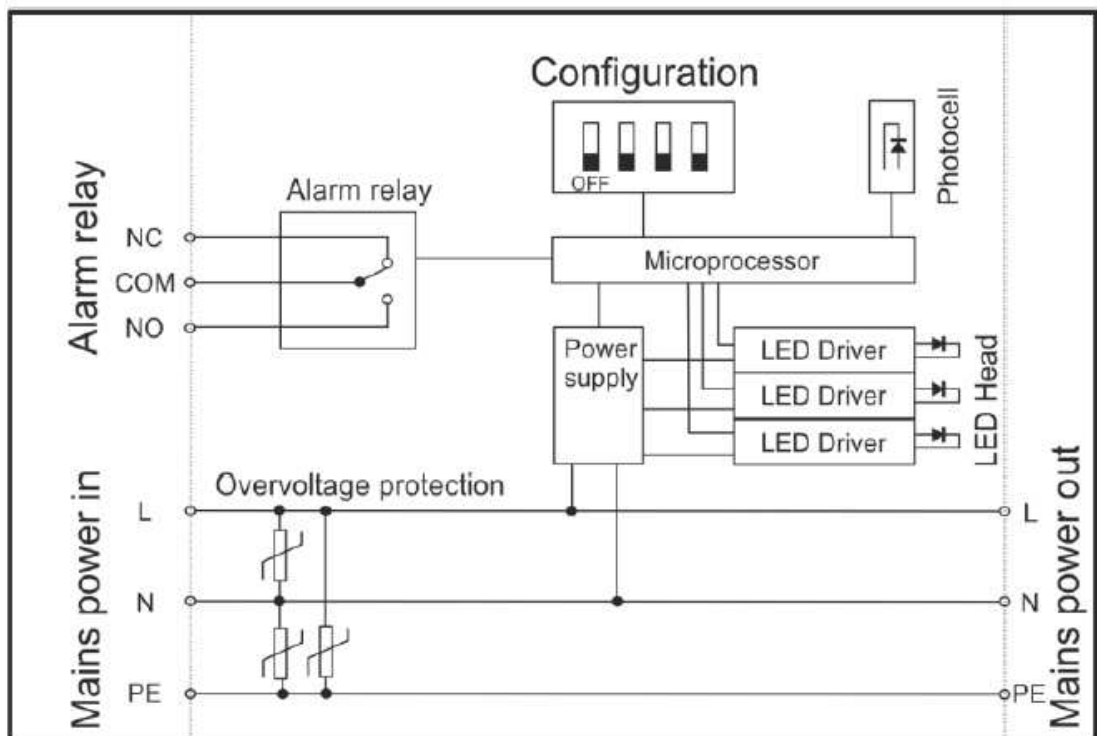 Configuration
OFF
Photocell
Alarm relay
Alarm relay
NC
COM
NO
Microprocessor
Power
supply
LED Driver
LED Driver
LED Driver
LED Head
Mains power in
Overvoltage protection
L
N
PE
L
N
PE
Mains power out